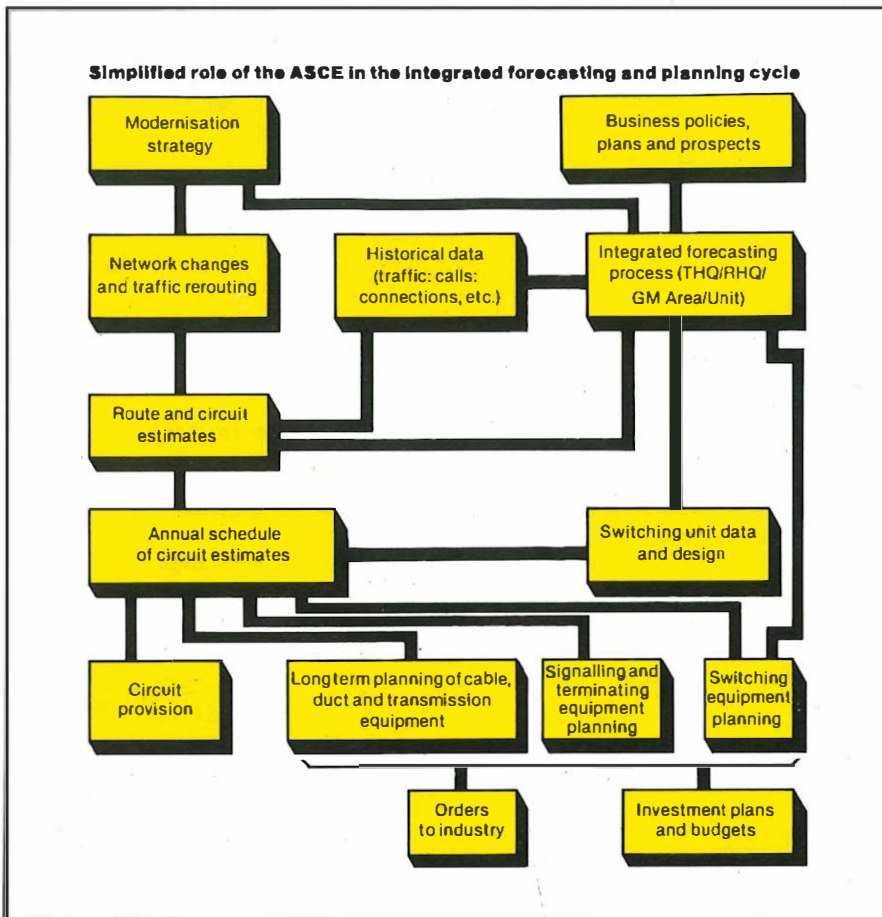 Simplified role of the ASCE in the integrated forecasting and planning cycle
Modernisation
strategy
Business policies,
plans and prospects
Network changes
and traffic rerouting
Historical data
(traffic: calls:
connections, etc.)
Integrated forecasting
process (THQ/RHQ/
GM Area/Unit)
Route and circuit
estimates
Annual schedule
of circuit estimates
Switching unit data
and design
Circuit
provision
Long term planning of cable,
duct and transmission
equipment
Signalling and
terminating
equipment
planning
Switching
equipment
planning
Orders
to industry
Investment plans
and budgets